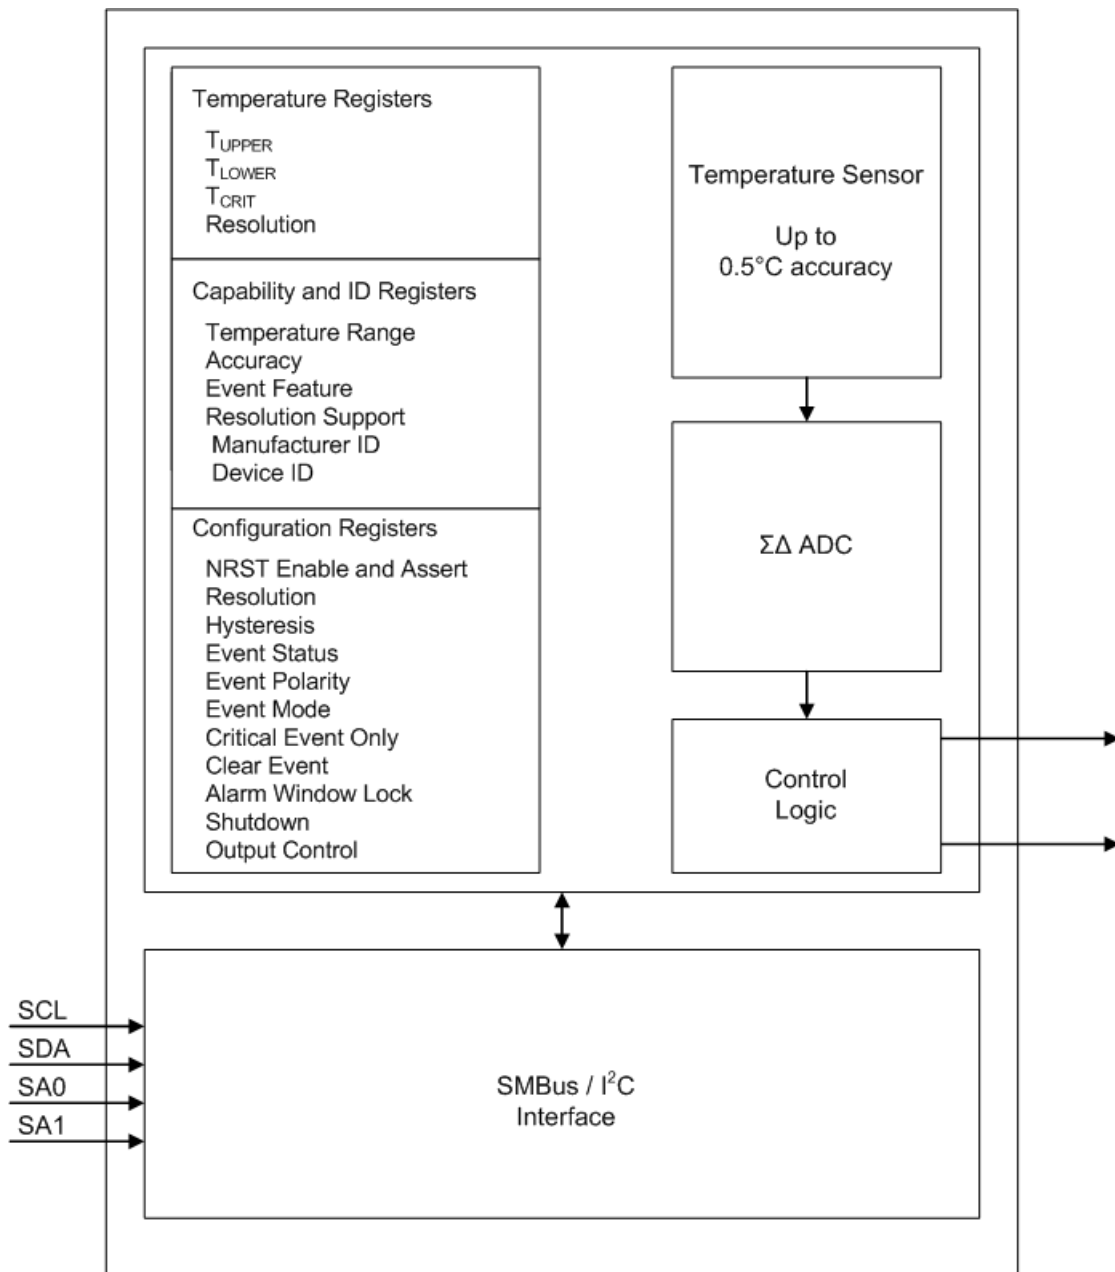 Temperature Registers
T_UPPER
T_LOWER
T_CRIT
Resolution
Capability and ID Registers
Temperature Range
Accuracy
Event Feature
Resolution Support
Manufacturer ID
Device ID
Configuration Registers
NRST Enable and Assert
Resolution
Hysteresis
Event Status
Event Polarity
Event Mode
Critical Event Only
Clear Event
Alarm Window Lock
Shutdown
Output Control
Temperature Sensor
Up to
0.5°C accuracy
ΣΔ ADC
Control
Logic
SCL
SDA
SA0
SA1
SMBus / I²C
Interface